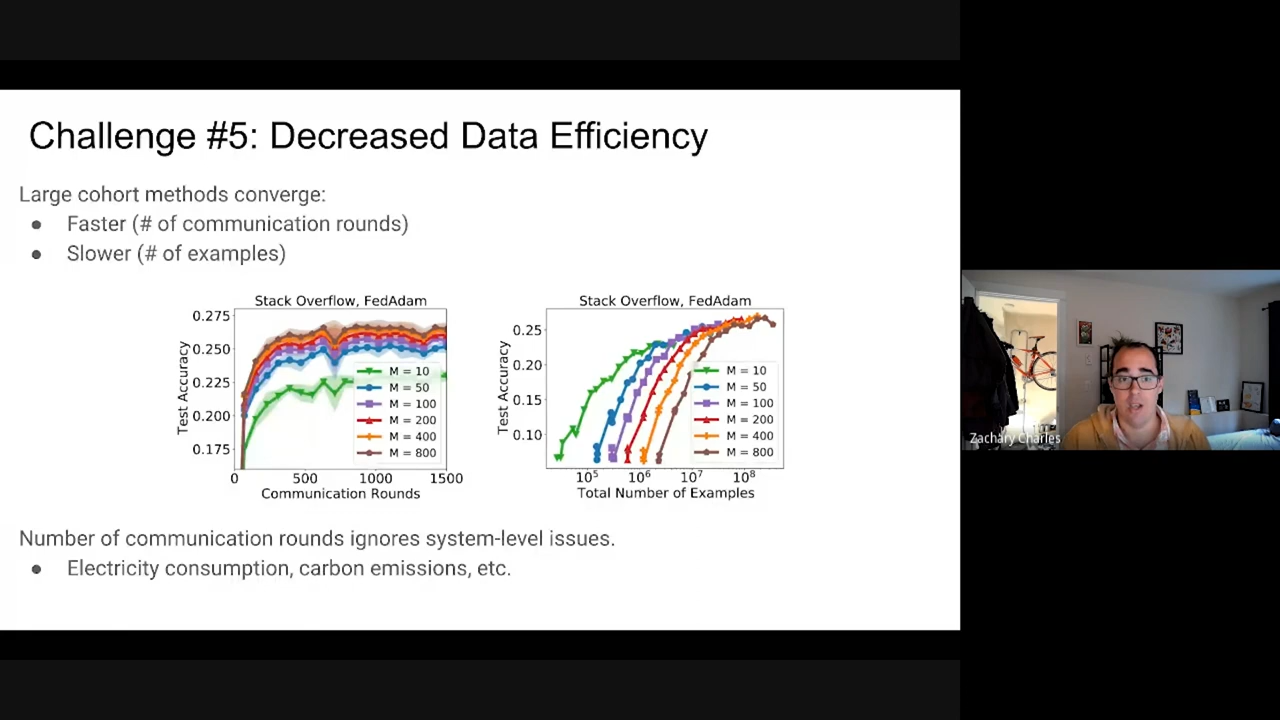 Challenge #5: Decreased Data Efficiency
Large cohort methods converge:
● Faster (# of communication rounds)
● Slower (# of examples)
Stack Overflow, FedAdam
0.275
0.250
0.225
0.200
0.175
Test Accuracy
M = 10
M = 50
M = 100
M = 200
M = 400
M = 800
0 500 1000 1500
Communication Rounds
Stack Overflow, FedAdam
0.25
0.20
0.15
0.10
Test Accuracy
M = 10
M = 50
M = 100
M = 200
M = 400
M = 800
10⁵ 10⁶ 10⁷ 10⁸
Total Number of Examples
Number of communication rounds ignores system-level issues.
● Electricity consumption, carbon emissions, etc.
Zachary Charles